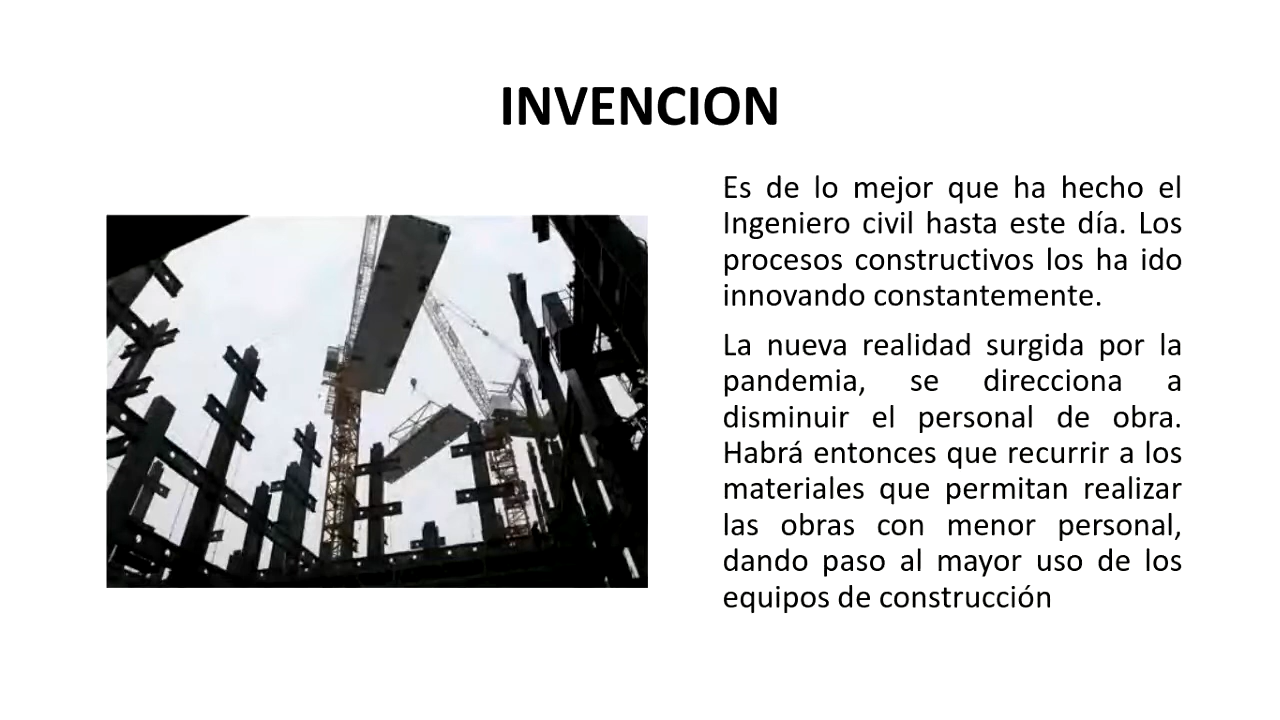 INVENCION
Es de lo mejor que ha hecho el
Ingeniero civil hasta este día. Los
procesos constructivos los ha ido
innovando constantemente.
La nueva realidad surgida por la
pandemia, se direcciona a
disminuir el personal de obra.
Habrá entonces que recurrir a los
materiales que permitan realizar
las obras con menor personal,
dando paso al mayor uso de los
equipos de construcción